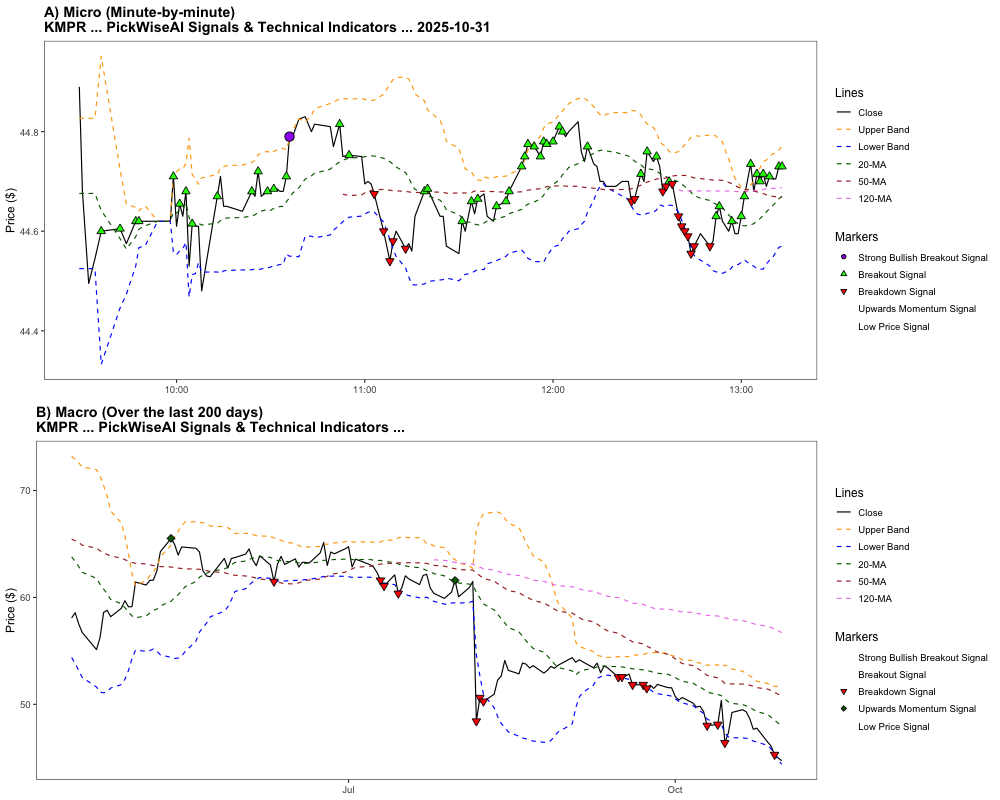 A) Micro (Minute-by-minute)
KMPR ... PickWiseAI Signals & Technical Indicators ... 2025-10-31
Price ($)
44.8
44.6
44.4
10:00
11:00
12:00
13:00
Lines
Close
Upper Band
Lower Band
20-MA
50-MA
120-MA
Markers
Strong Bullish Breakout Signal
Breakout Signal
Breakdown Signal
Upwards Momentum Signal
Low Price Signal
B) Macro (Over the last 200 days)
KMPR ... PickWiseAI Signals & Technical Indicators ...
Price ($)
70
60
50
Jul
Oct
Lines
Close
Upper Band
Lower Band
20-MA
50-MA
120-MA
Markers
Strong Bullish Breakout Signal
Breakout Signal
Breakdown Signal
Upwards Momentum Signal
Low Price Signal